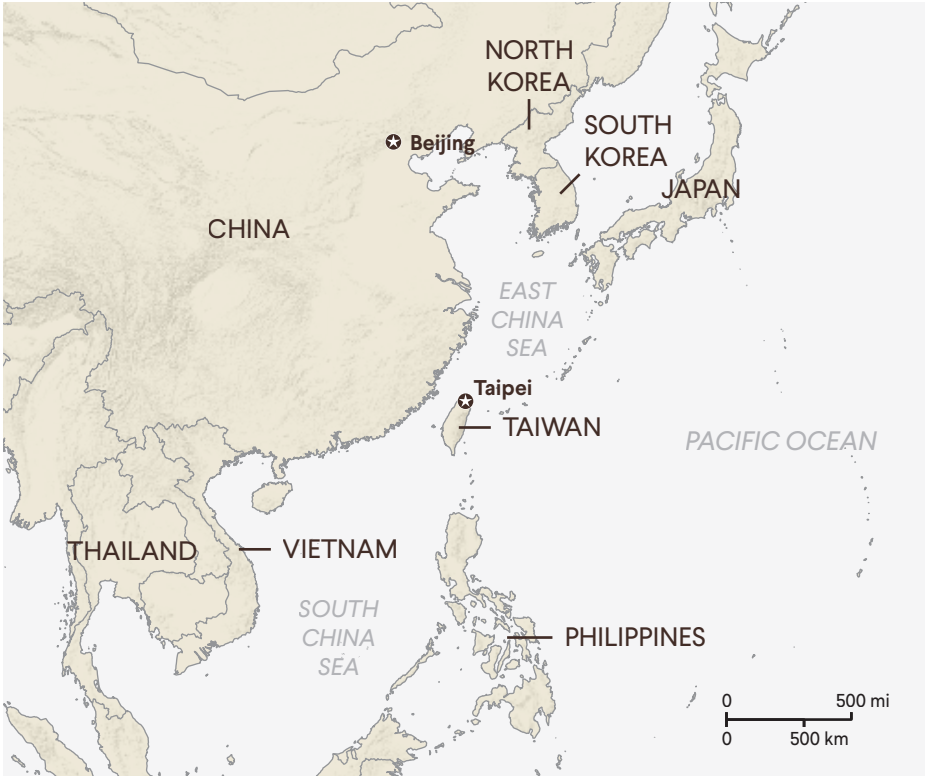 NORTH
KOREA
SOUTH
KOREA
Beijing
JAPAN
CHINA
EAST
CHINA
SEA
Taipei
TAIWAN
PACIFIC OCEAN
THAILAND
VIETNAM
SOUTH
CHINA
SEA
PHILIPPINES
0
500 mi
0
500 km